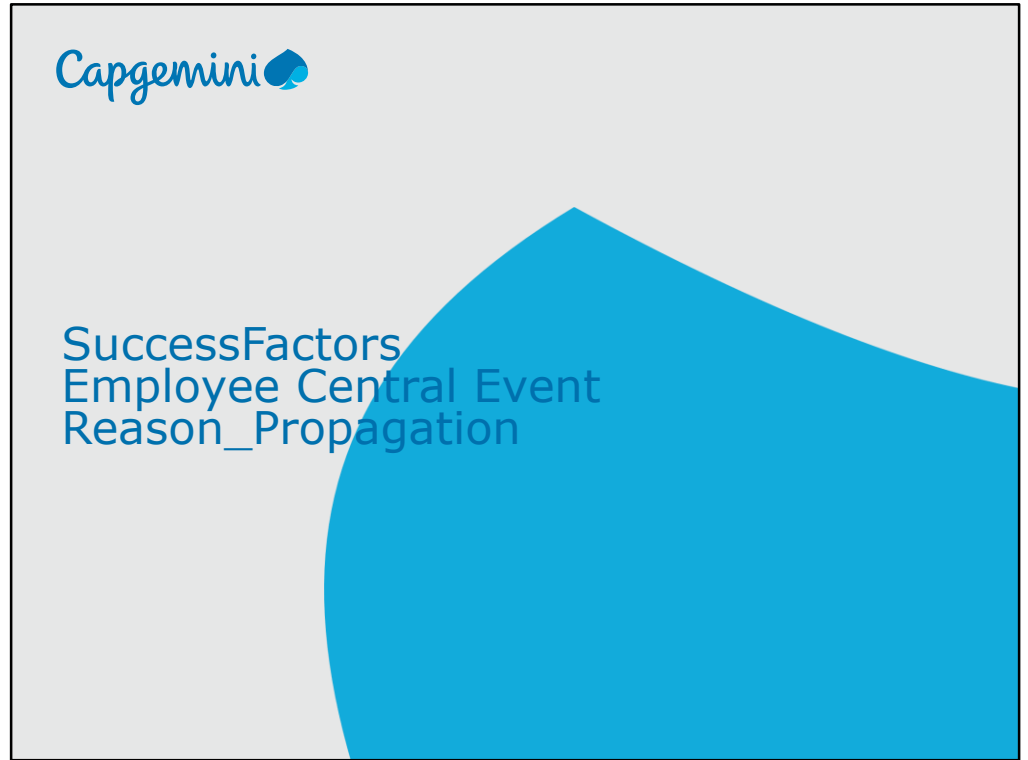 Capgemini
SuccessFactors
Employee Central Event
Reason_Propagation